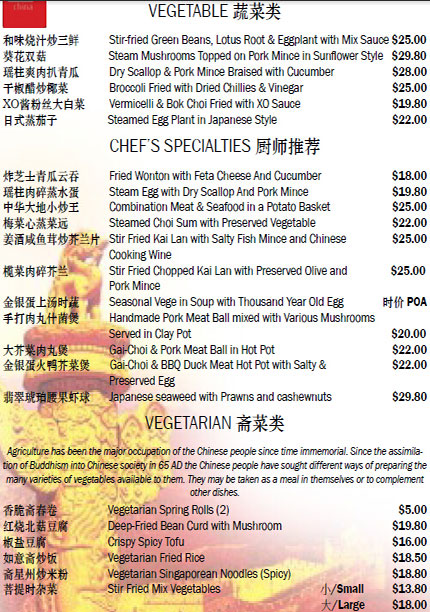 china
VEGETABLE 蔬菜类
和味烧汁炒三鲜 Stir-fried Green Beans, Lotus Root & Eggplant with Mix Sauce $25.00
葵花双菇 Steam Mushrooms Topped on Pork Mince in Sunflower Style $29.80
瑶柱爽肉扒青瓜 Dry Scallop & Pork Mince Braised with Cucumber $28.00
干椒醋炒椰菜 Broccoli Fried with Dried Chillies & Vinegar $25.00
XO酱粉丝大白菜 Vermicelli & Bok Choi Fried with XO Sauce $19.80
日式蒸茄子 Steamed Egg Plant in Japanese Style $22.00
CHEF'S SPECIALTIES 厨师推荐
炸芝士青瓜云吞 Fried Wonton with Feta Cheese And Cucumber $18.00
瑶柱肉碎蒸水蛋 Steam Egg with Dry Scallop And Pork Mince $19.80
中华大地小炒王 Combination Meat & Seafood in a Potato Basket $25.00
梅菜心蒸菜远 Steamed Choi Sum with Preserved Vegetable $22.00
姜酒咸鱼茸炒芥兰片 Stir Fried Kai Lan with Salty Fish Mince and Chinese $25.00
Cooking Wine
榄菜肉碎芥兰 Stir Fried Chopped Kai Lan with Preserved Olive and $25.00
Pork Mince
金银蛋上汤时蔬 Seasonal Vege in Soup with Thousand Year Old Egg 时价 POA
手打肉丸什菌煲 Handmade Pork Meat Ball mixed with Various Mushrooms
Served in Clay Pot $20.00
大芥菜肉丸煲 Gai-Choi & Pork Meat Ball in Hot Pot $22.00
金银蛋火鸭芥菜煲 Gai-Choi & BBQ Duck Meat Hot Pot with Salty & $22.00
Preserved Egg
翡翠琥珀腰果虾球 Japanese seaweed with Prawns and cashewnuts $29.80
VEGETARIAN 斋菜类
Agriculture has been the major occupation of the Chinese people since time immemorial. Since the assimila-
tion of Buddhism into Chinese society in 65 AD the Chinese people have sought different ways of preparing the
many varieties of vegetables available to them. They may be taken as a meal in themselves or to complement
other dishes.
香脆斋春卷 Vegetarian Spring Rolls (2) $5.00
红烧北菇豆腐 Deep-Fried Bean Curd with Mushroom $19.80
椒盐豆腐 Crispy Spicy Tofu $16.00
如意斋炒饭 Vegetarian Fried Rice $18.50
斋星州炒米粉 Vegetarian Singaporean Noodles (Spicy) $18.80
菩提时杂菜 Stir Fried Mix Vegetables 小/Small $13.80
大/Large $18.00